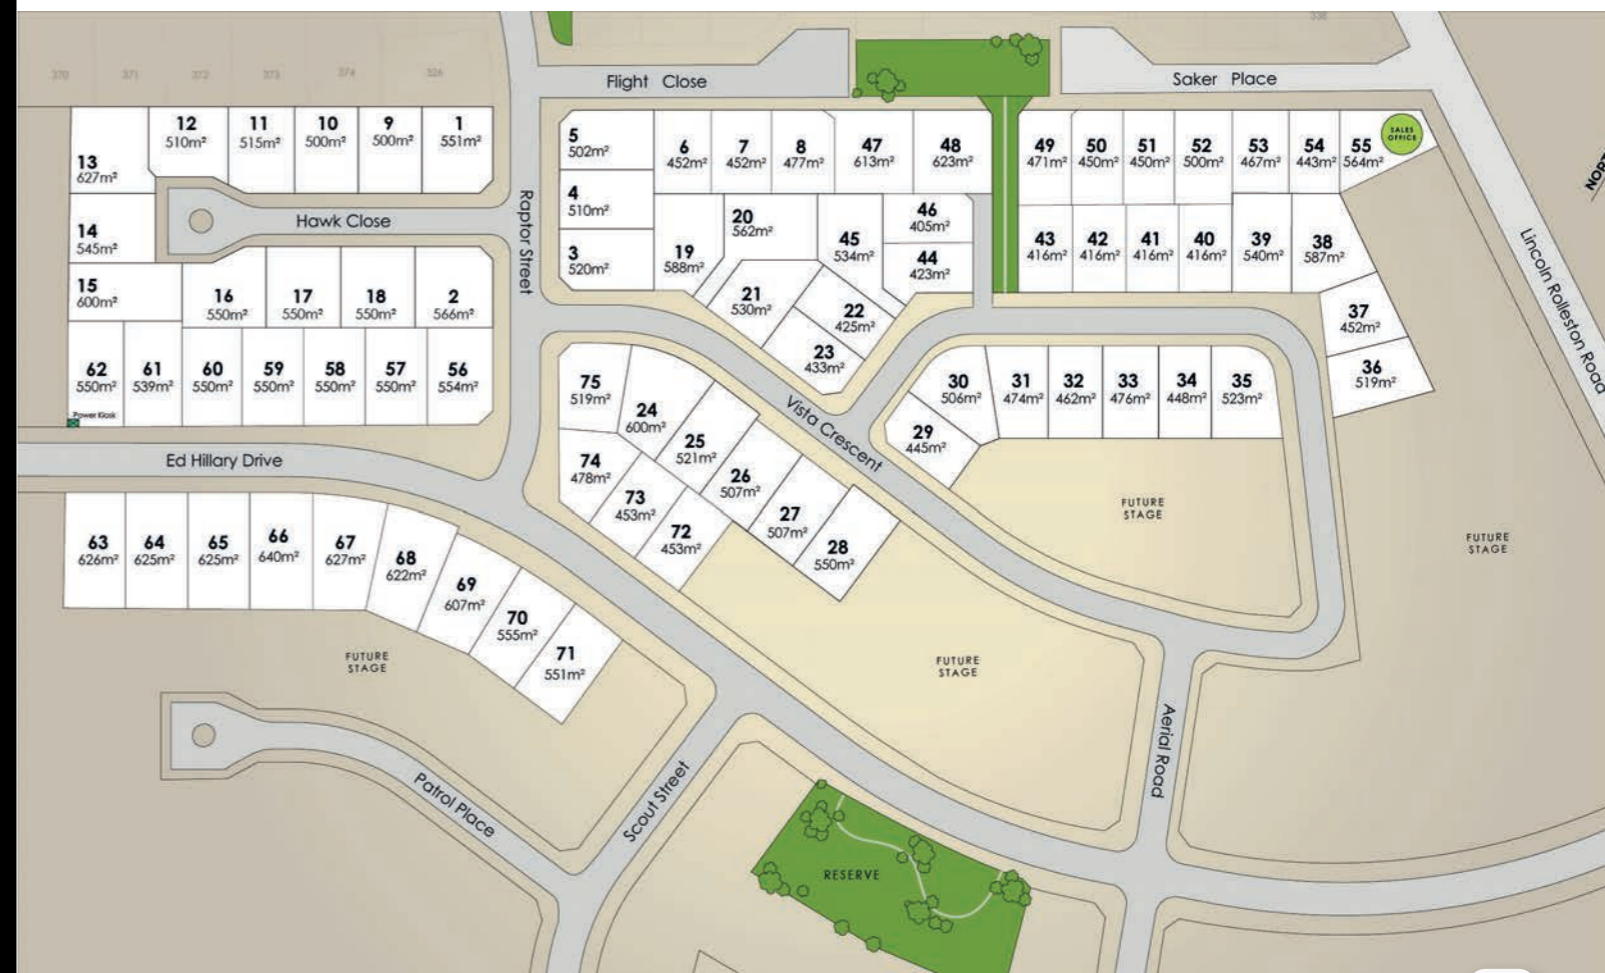 338
370 371 372 373 374 326
Flight Close
Saker Place
12
510m²
11
515m²
10
500m²
9
500m²
1
551m²
13
627m²
14
545m²
15
600m²
Hawk Close
16
550m²
17
550m²
18
550m²
2
566m²
62
550m²
61
539m²
60
550m²
59
550m²
58
550m²
57
550m²
56
554m²
Power Kiosk
Raptor Street
5
502m²
4
510m²
3
520m²
6
452m²
7
452m²
8
477m²
47
613m²
48
623m²
19
588m²
20
562m²
45
534m²
46
405m²
44
423m²
21
530m²
22
425m²
23
433m²
49
471m²
50
450m²
51
450m²
52
500m²
53
467m²
54
443m²
55
564m²
SALES
OFFICE
43
416m²
42
416m²
41
416m²
40
416m²
39
540m²
38
587m²
37
452m²
36
519m²
Lincoln Rolleston Road
75
519m²
24
600m²
25
521m²
26
507m²
27
507m²
28
550m²
74
478m²
73
453m²
72
453m²
Vista Crescent
30
506m²
29
445m²
31
474m²
32
462m²
33
476m²
34
448m²
35
523m²
Ed Hillary Drive
63
626m²
64
625m²
65
625m²
66
640m²
67
627m²
68
622m²
69
607m²
70
555m²
71
551m²
FUTURE
STAGE
FUTURE
STAGE
FUTURE
STAGE
FUTURE
STAGE
Aerial Road
Scout Street
Patrol Place
RESERVE